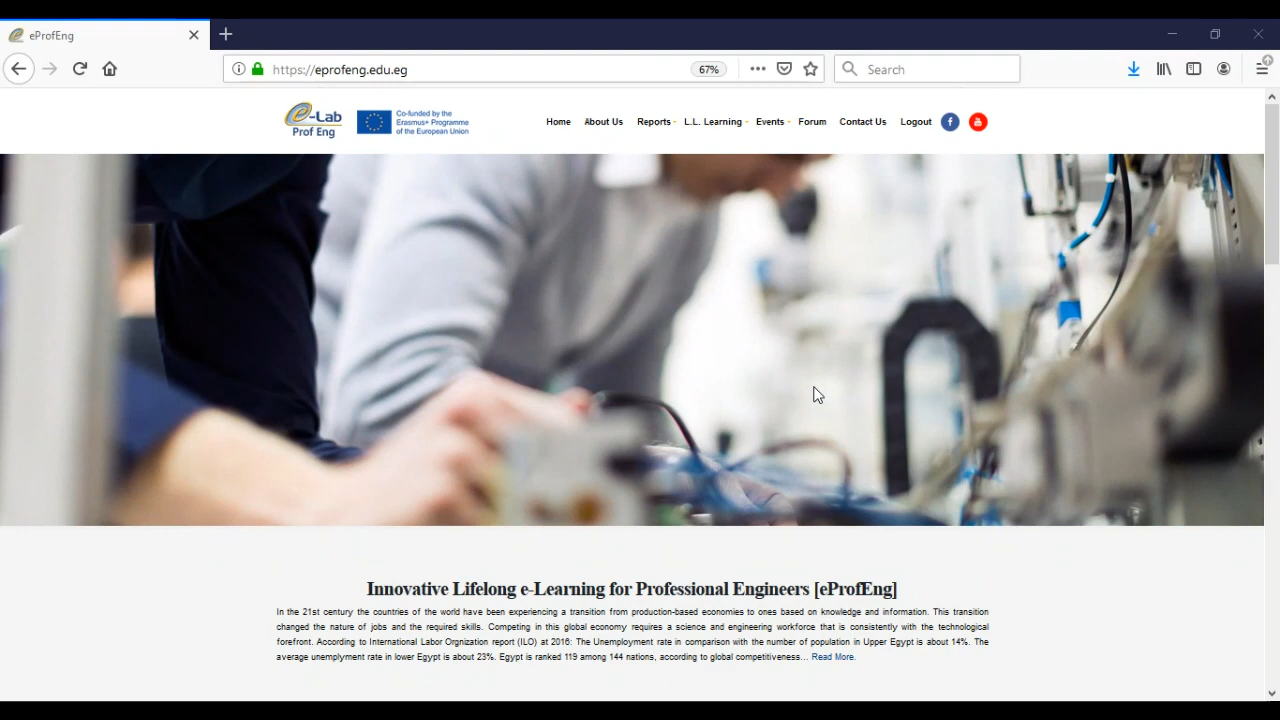 eProfEng
https://eprofeng.edu.eg
67%
Search
e-Lab
Prof Eng
Co-funded by the
Erasmus+ Programme
of the European Union
Home About Us Reports L.L. Learning Events Forum Contact Us Logout
Innovative Lifelong e-Learning for Professional Engineers [eProfEng]
In the 21st century the countries of the world have been experiencing a transition from production-based economies to ones based on knowledge and information. This transition
changed the nature of jobs and the required skills. Competing in this global economy requires a science and engineering workforce that is consistently with the technological
forefront. According to International Labor Orgnization report (ILO) at 2016: The Unemployment rate in comparison with the number of population in Upper Egypt is about 14%. The
average unemplyment rate in lower Egypt is about 23%. Egypt is ranked 119 among 144 nations, according to global competitiveness... Read More.